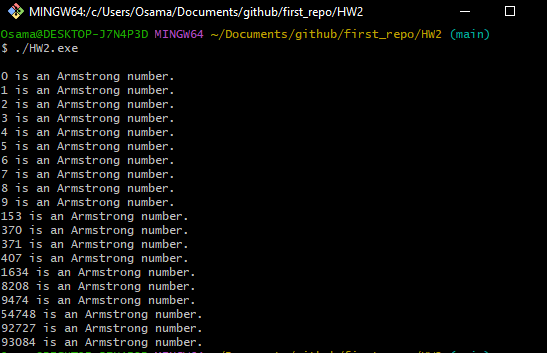 MINGW64:/c/Users/Osama/Documents/github/first_repo/HW2
Osama@DESKTOP-J7N4P3D MINGW64 ~/Documents/github/first_repo/HW2 (main)
$ ./HW2.exe
0 is an Armstrong number.
1 is an Armstrong number.
2 is an Armstrong number.
3 is an Armstrong number.
4 is an Armstrong number.
5 is an Armstrong number.
6 is an Armstrong number.
7 is an Armstrong number.
8 is an Armstrong number.
9 is an Armstrong number.
153 is an Armstrong number.
370 is an Armstrong number.
371 is an Armstrong number.
407 is an Armstrong number.
1634 is an Armstrong number.
8208 is an Armstrong number.
9474 is an Armstrong number.
54748 is an Armstrong number.
92727 is an Armstrong number.
93084 is an Armstrong number.